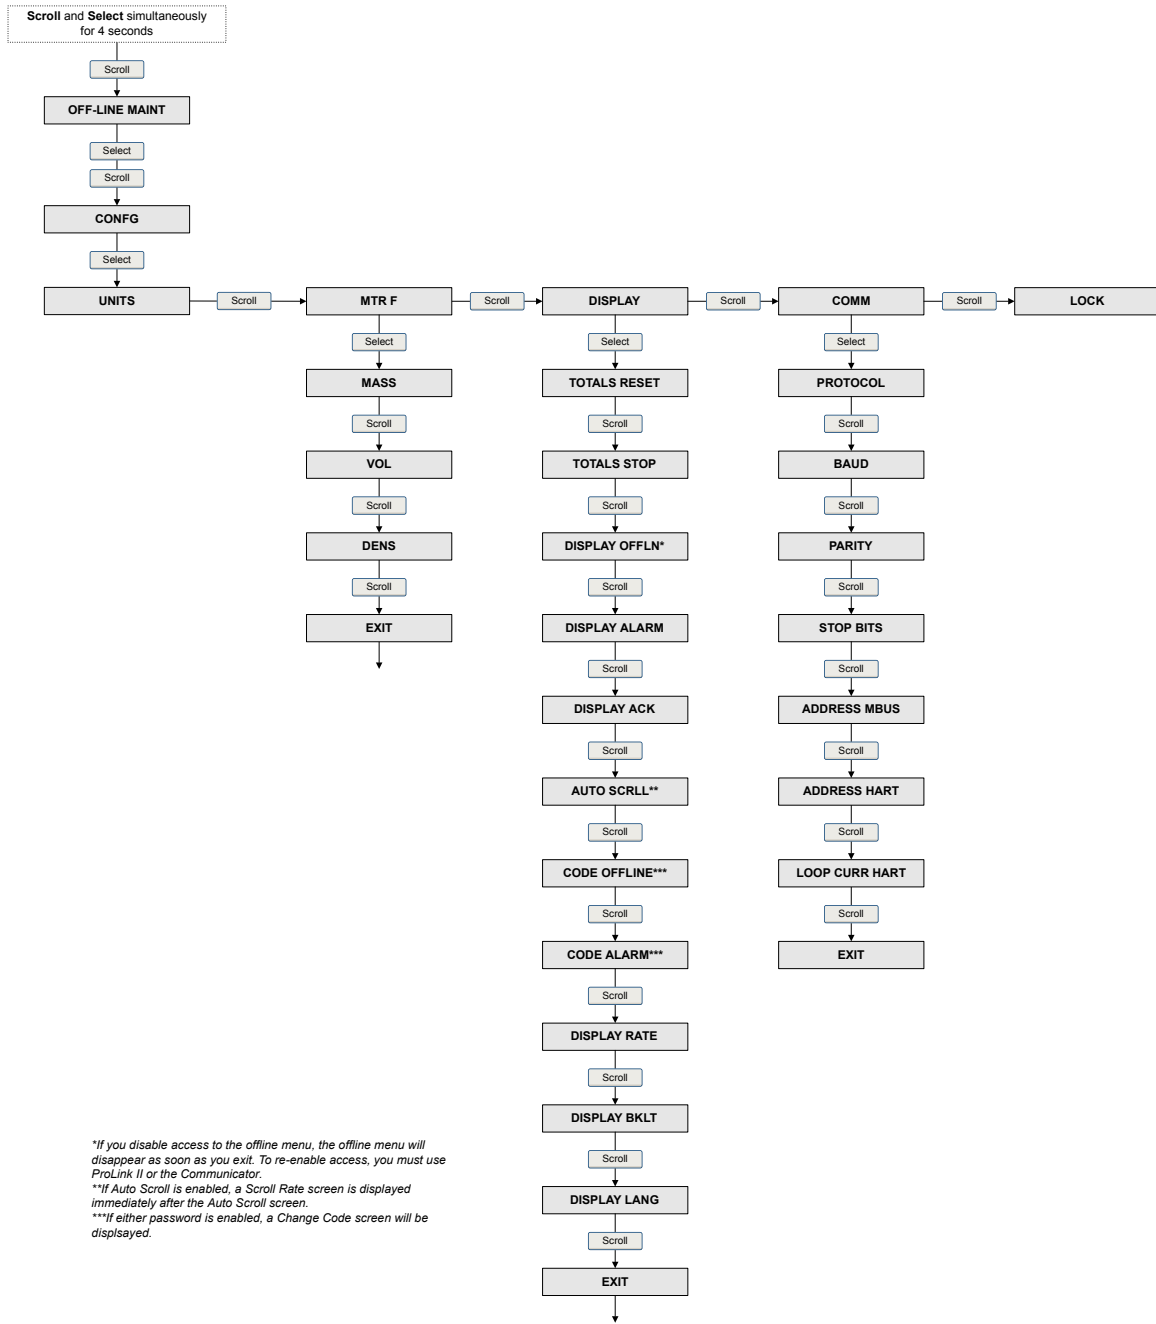 Scroll and Select simultaneously
for 4 seconds
Scroll
OFF-LINE MAINT
Select
Scroll
CONFG
Select
UNITS
Scroll
MTR F
Scroll
DISPLAY
Scroll
COMM
Scroll
LOCK
Select
MASS
Scroll
VOL
Scroll
DENS
Scroll
EXIT
Select
TOTALS RESET
Scroll
TOTALS STOP
Scroll
DISPLAY OFFLN*
Scroll
DISPLAY ALARM
Scroll
DISPLAY ACK
Scroll
AUTO SCRLL**
Scroll
CODE OFFLINE***
Scroll
CODE ALARM***
Scroll
DISPLAY RATE
Scroll
DISPLAY BKLT
Scroll
DISPLAY LANG
Scroll
EXIT
Select
PROTOCOL
Scroll
BAUD
Scroll
PARITY
Scroll
STOP BITS
Scroll
ADDRESS MBUS
Scroll
ADDRESS HART
Scroll
LOOP CURR HART
Scroll
EXIT
*If you disable access to the offline menu, the offline menu will
disappear as soon as you exit. To re-enable access, you must use
ProLink II or the Communicator.
**If Auto Scroll is enabled, a Scroll Rate screen is displayed
immediately after the Auto Scroll screen.
***If either password is enabled, a Change Code screen will be
displsayed.